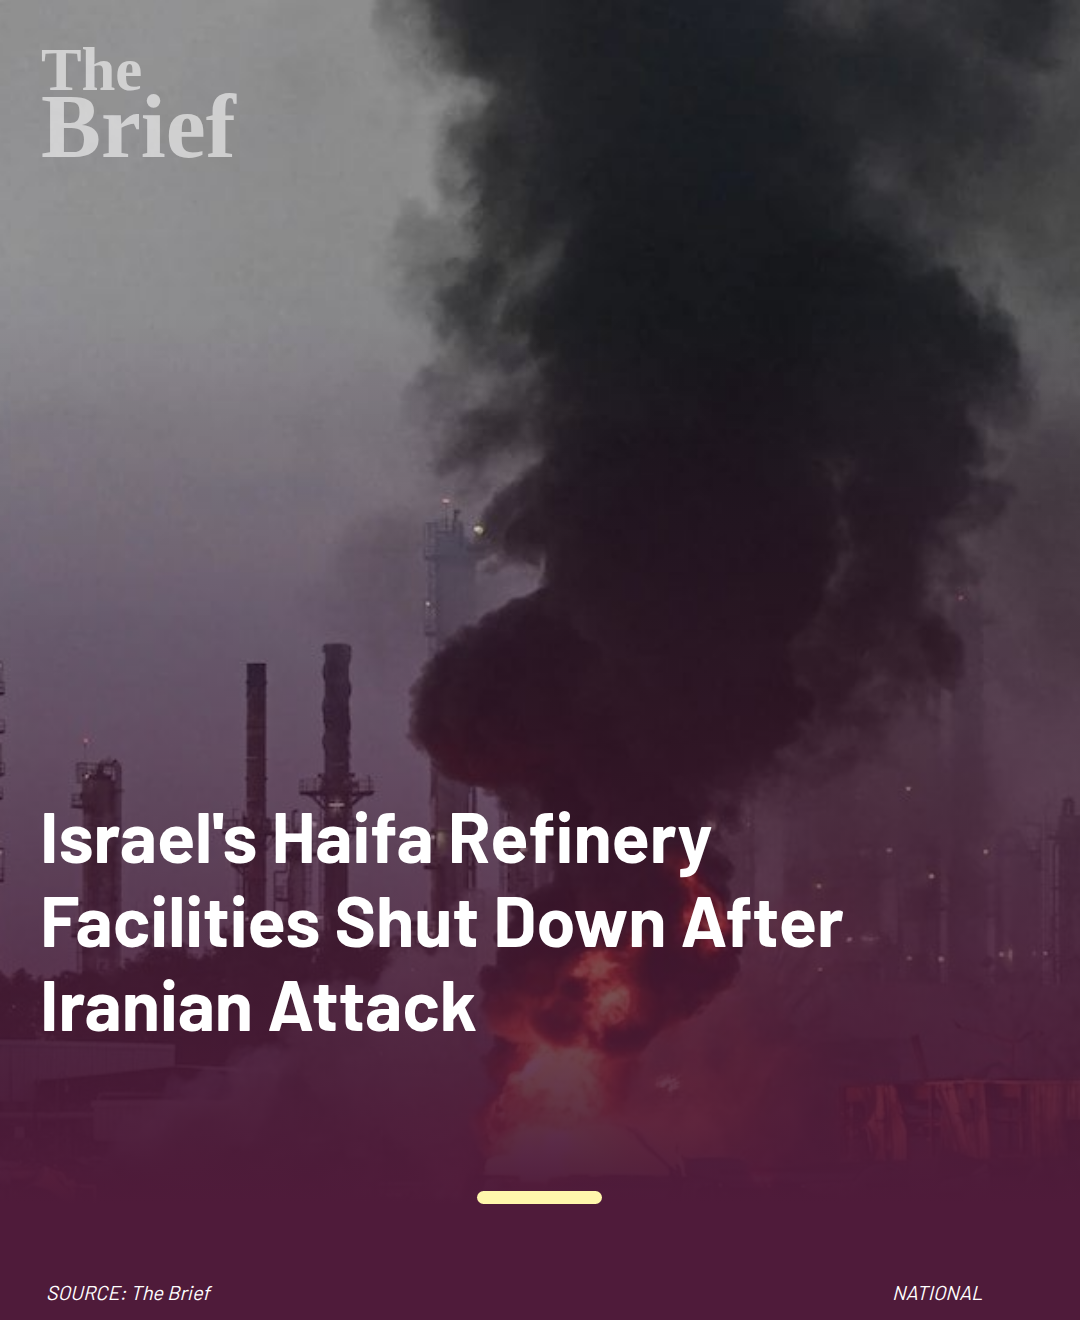 The
Brief
Israel's Haifa Refinery
Facilities Shut Down After
Iranian Attack
SOURCE: The Brief
NATIONAL